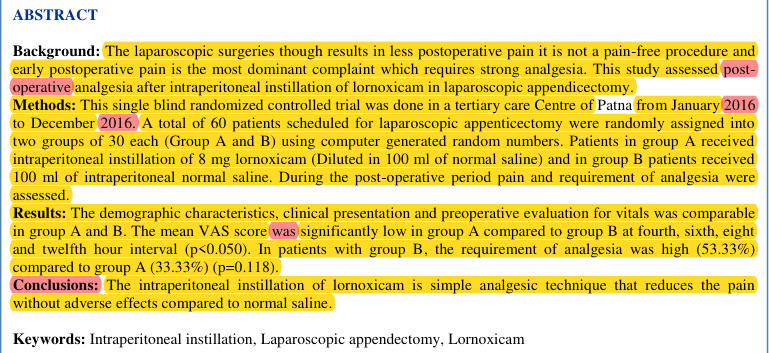 ABSTRACT
Background: The laparoscopic surgeries though results in less postoperative pain it is not a pain-free procedure and
early postoperative pain is the most dominant complaint which requires strong analgesia. This study assessed post-
operative analgesia after intraperitoneal instillation of lornoxicam in laparoscopic appendicectomy.
Methods: This single blind randomized controlled trial was done in a tertiary care Centre of Patna from January 2016
to December 2016. A total of 60 patients scheduled for laparoscopic appenticectomy were randomly assigned into
two groups of 30 each (Group A and B) using computer generated random numbers. Patients in group A received
intraperitoneal instillation of 8 mg lornoxicam (Diluted in 100 ml of normal saline) and in group B patients received
100 ml of intraperitoneal normal saline. During the post-operative period pain and requirement of analgesia were
assessed.
Results: The demographic characteristics, clinical presentation and preoperative evaluation for vitals was comparable
in group A and B. The mean VAS score was significantly low in group A compared to group B at fourth, sixth, eight
and twelfth hour interval (p<0.050). In patients with group B, the requirement of analgesia was high (53.33%)
compared to group A (33.33%) (p=0.118).
Conclusions: The intraperitoneal instillation of lornoxicam is simple analgesic technique that reduces the pain
without adverse effects compared to normal saline.
Keywords: Intraperitoneal instillation, Laparoscopic appendectomy, Lornoxicam